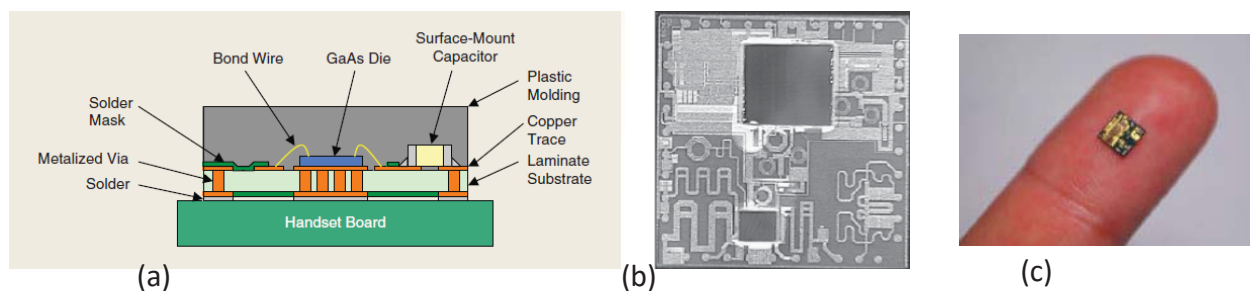 Bond Wire
GaAs Die
Surface-Mount
Capacitor
Solder
Mask
Metalized Via
Solder
Plastic
Molding
Copper
Trace
Laminate
Substrate
Handset Board
(a)
(b)
(c)